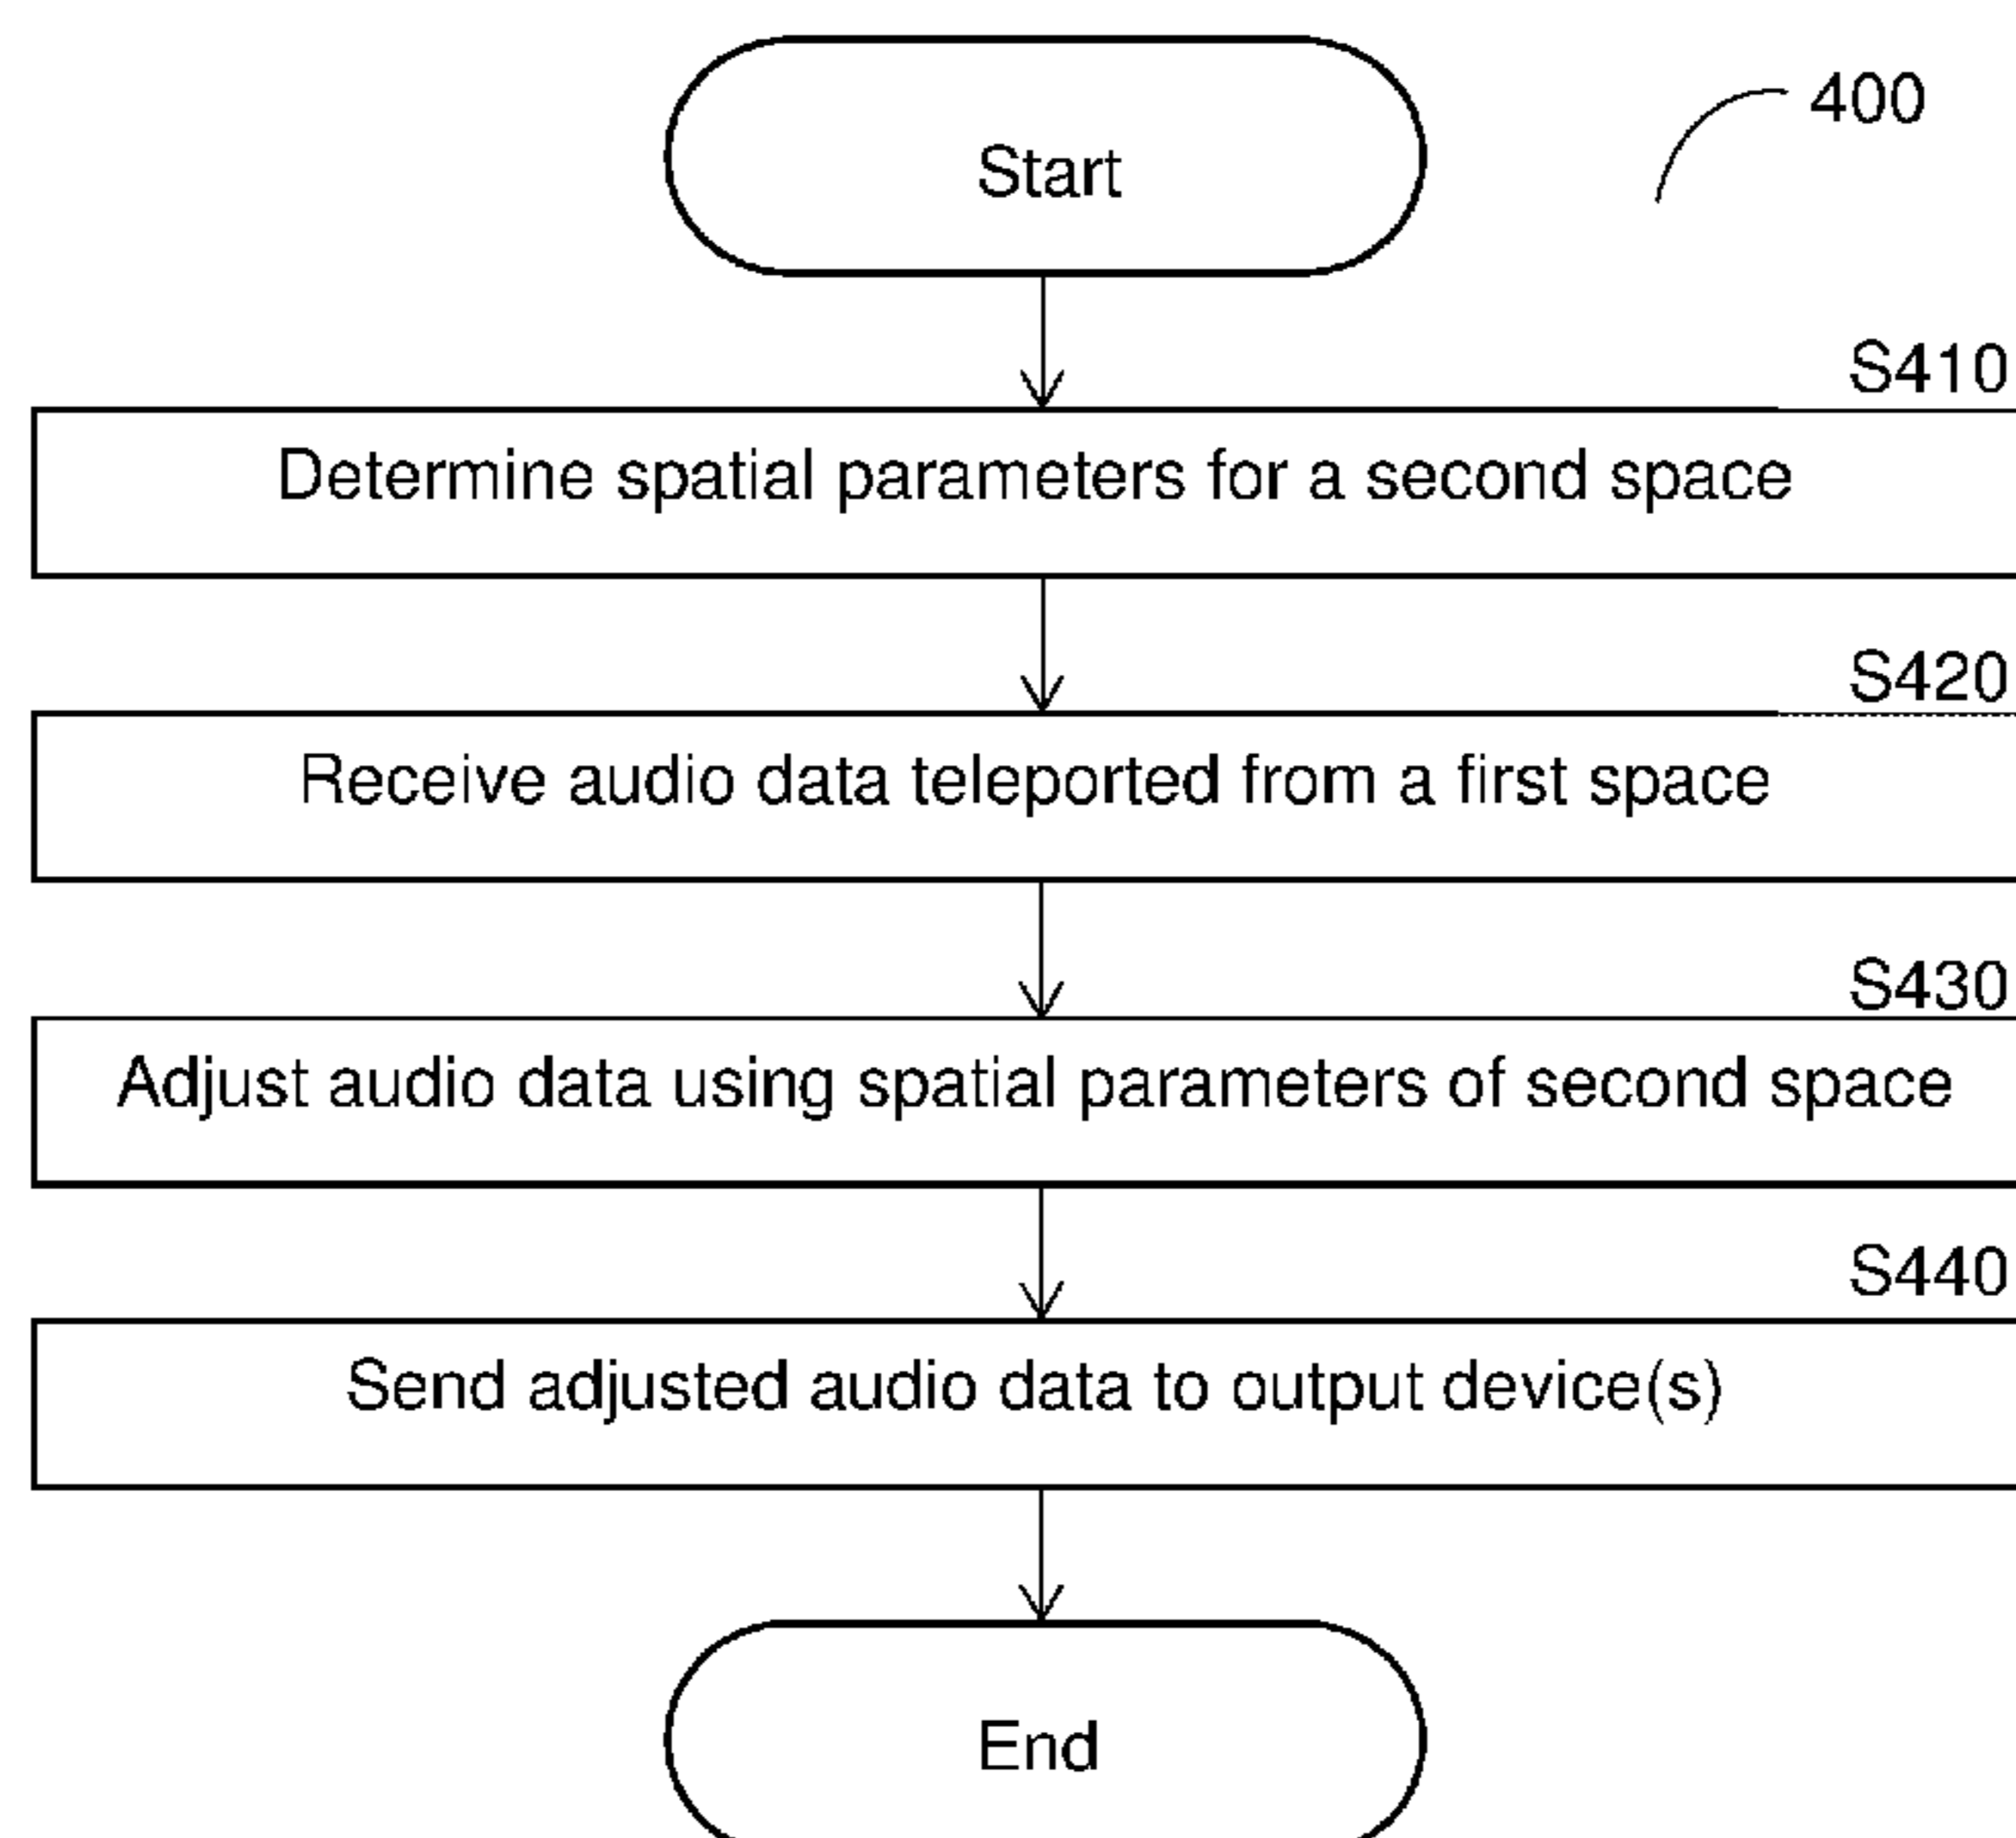 Start
400
S410
Determine spatial parameters for a second space
S420
Receive audio data teleported from a first space
S430
Adjust audio data using spatial parameters of second space
S440
Send adjusted audio data to output device(s)
End